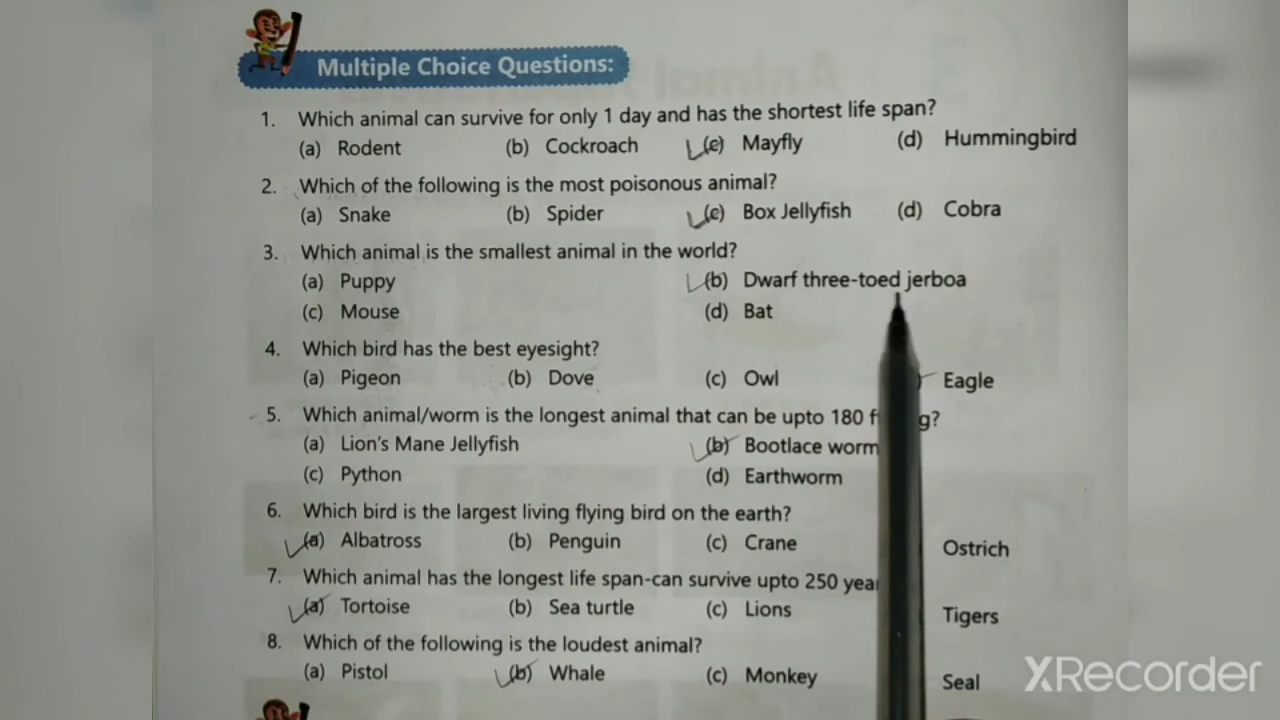 Multiple Choice Questions:
1. Which animal can survive for only 1 day and has the shortest life span?
(a) Rodent (b) Cockroach (c) Mayfly (d) Hummingbird
2. Which of the following is the most poisonous animal?
(a) Snake (b) Spider (c) Box Jellyfish (d) Cobra
3. Which animal is the smallest animal in the world?
(a) Puppy (b) Dwarf three-toed jerboa
(c) Mouse (d) Bat
4. Which bird has the best eyesight?
(a) Pigeon (b) Dove (c) Owl Eagle
5. Which animal/worm is the longest animal that can be upto 180
(a) Lion's Mane Jellyfish (b) Bootlace worm
(c) Python (d) Earthworm
6. Which bird is the largest living flying bird on the earth?
(a) Albatross (b) Penguin (c) Crane Ostrich
7. Which animal has the longest life span-can survive upto 250
(a) Tortoise (b) Sea turtle (c) Lions Tigers
8. Which of the following is the loudest animal?
(a) Pistol (b) Whale (c) Monkey Seal
XRecorder